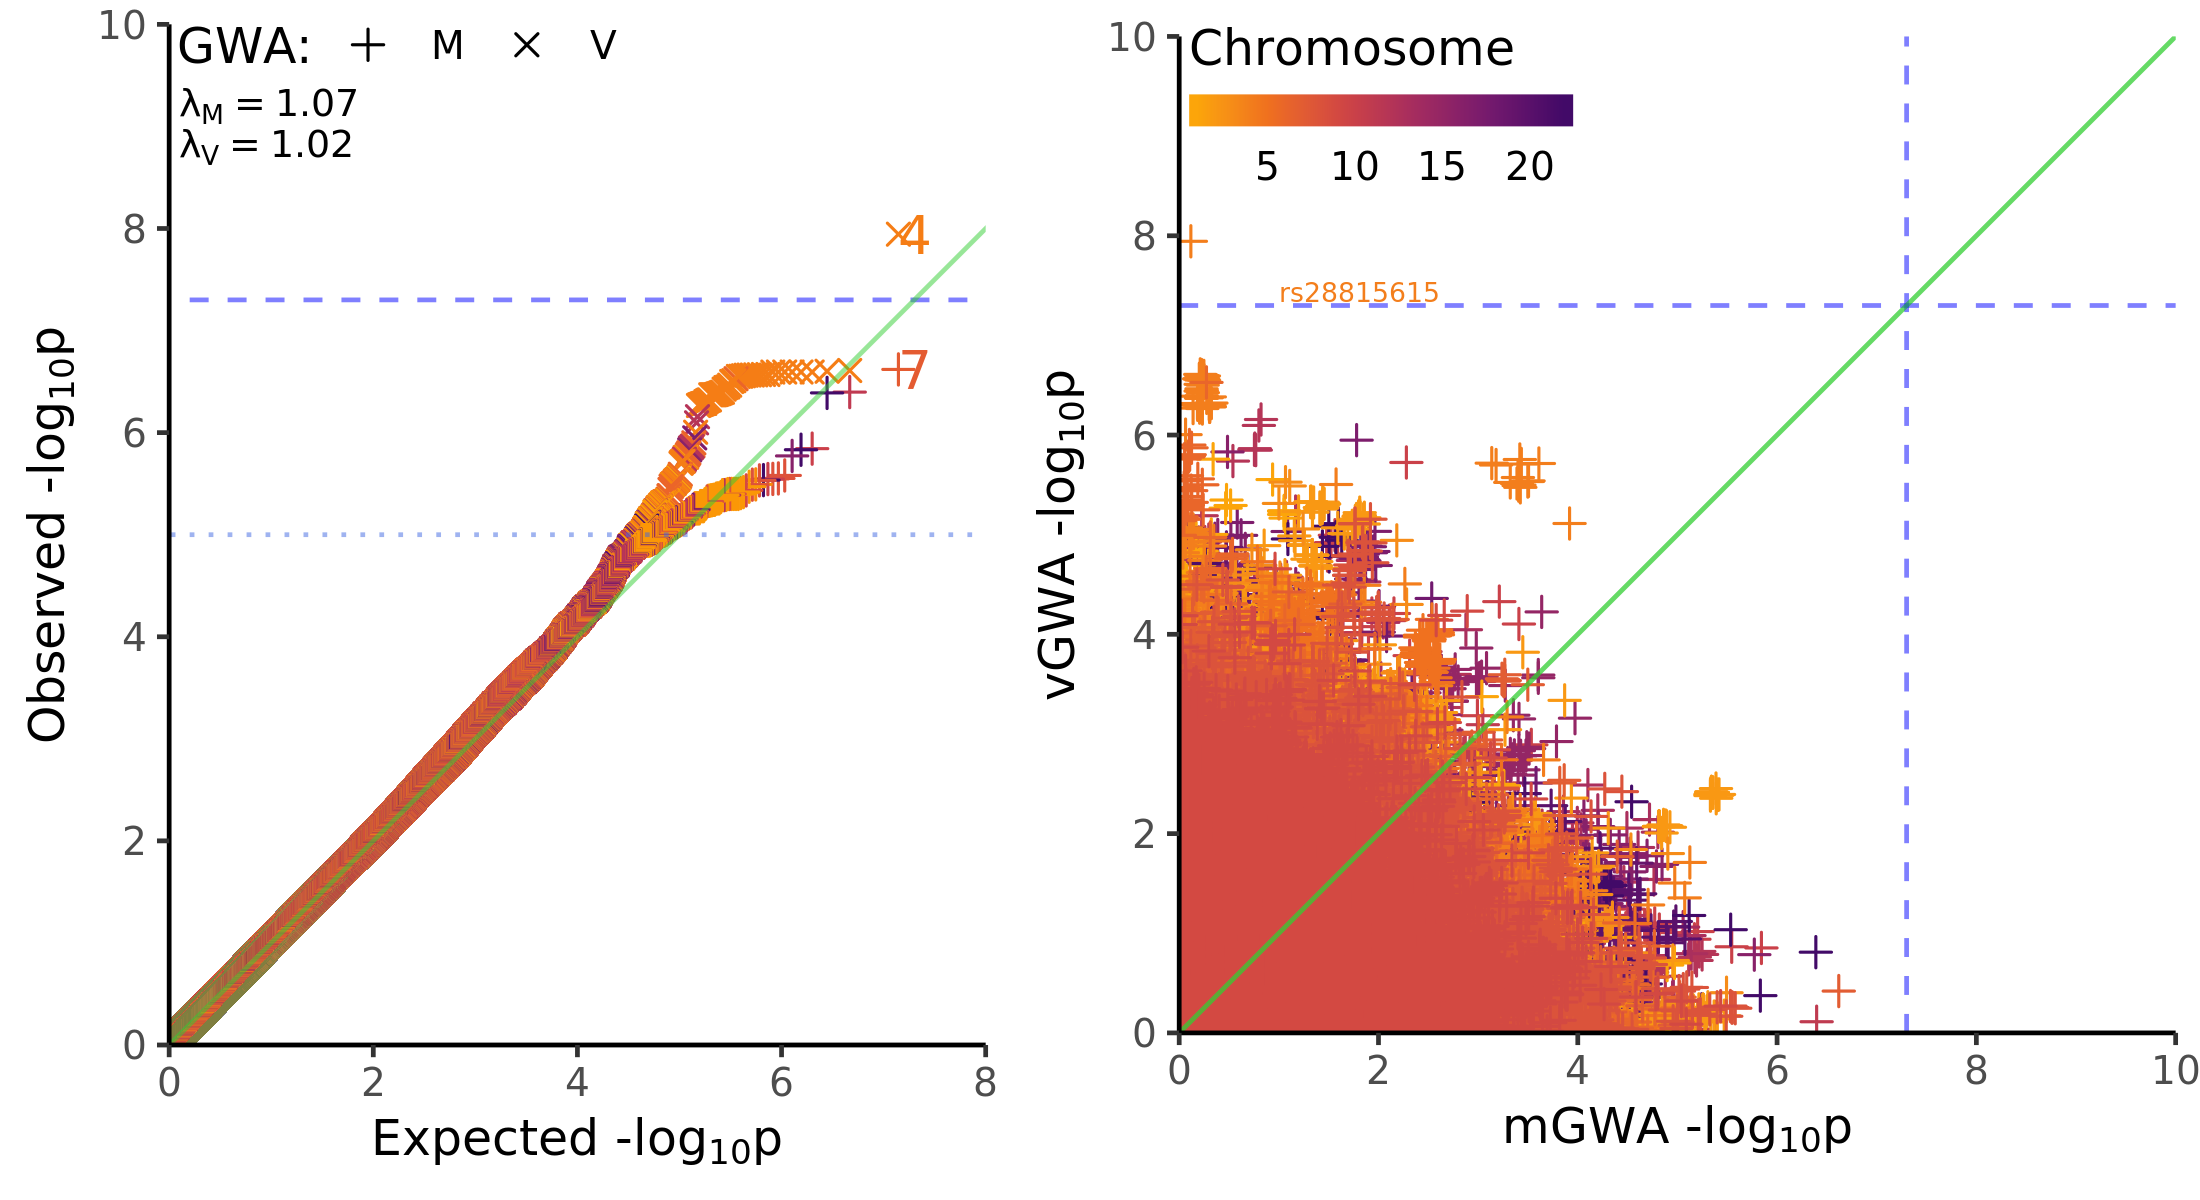 GWA: + M × V
λM = 1.07
λV = 1.02
10
8
6
4
2
0
0 2 4 6 8
Observed -log10p
Expected -log10p
4
7
Chromosome
5 10 15 20
rs28815615
10
8
6
4
2
0
0 2 4 6 8 10
vGWA -log10p
mGWA -log10p